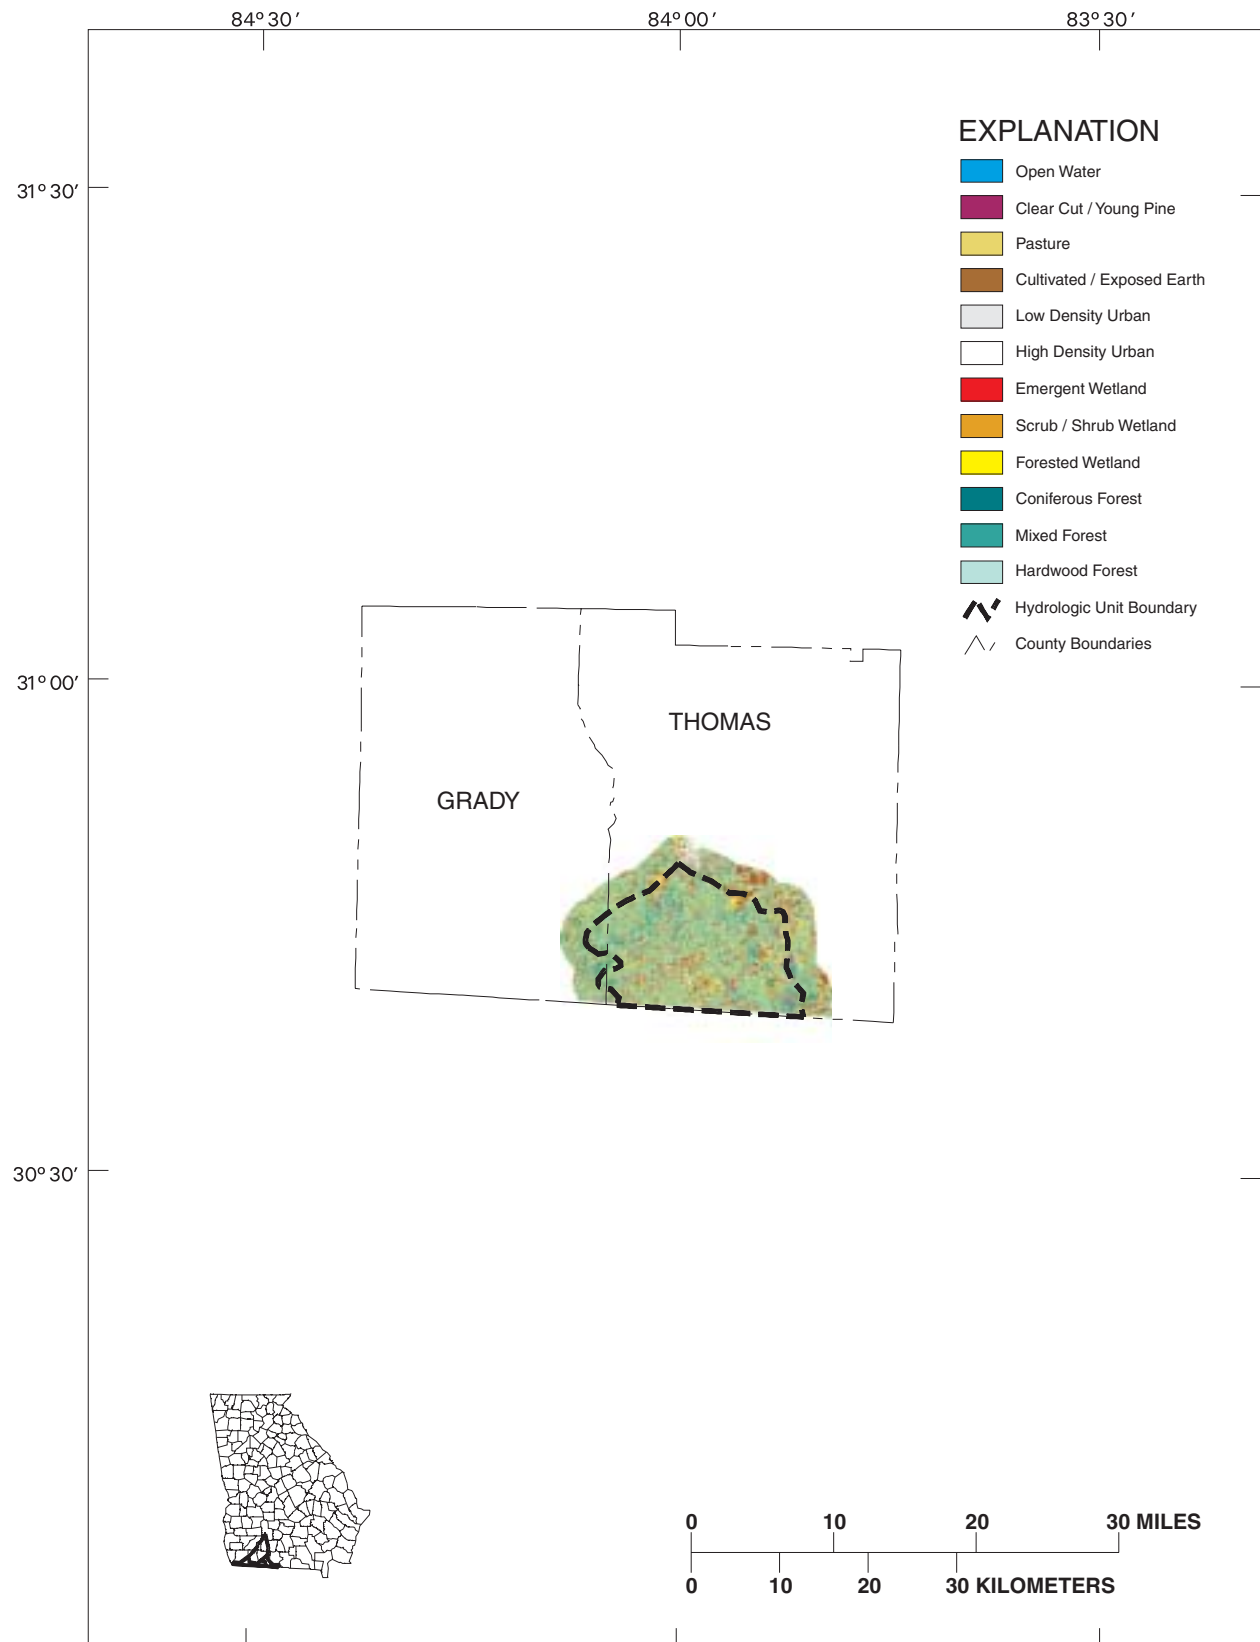 84° 30′ 84° 00′ 83° 30′
EXPLANATION
31° 30′
Open Water
Clear Cut / Young Pine
Pasture
Cultivated / Exposed Earth
Low Density Urban
High Density Urban
Emergent Wetland
Scrub / Shrub Wetland
Forested Wetland
Coniferous Forest
Mixed Forest
Hardwood Forest
Hydrologic Unit Boundary
County Boundaries
31° 00′
THOMAS
GRADY
30° 30′
0 10 20 30 MILES
0 10 20 30 KILOMETERS